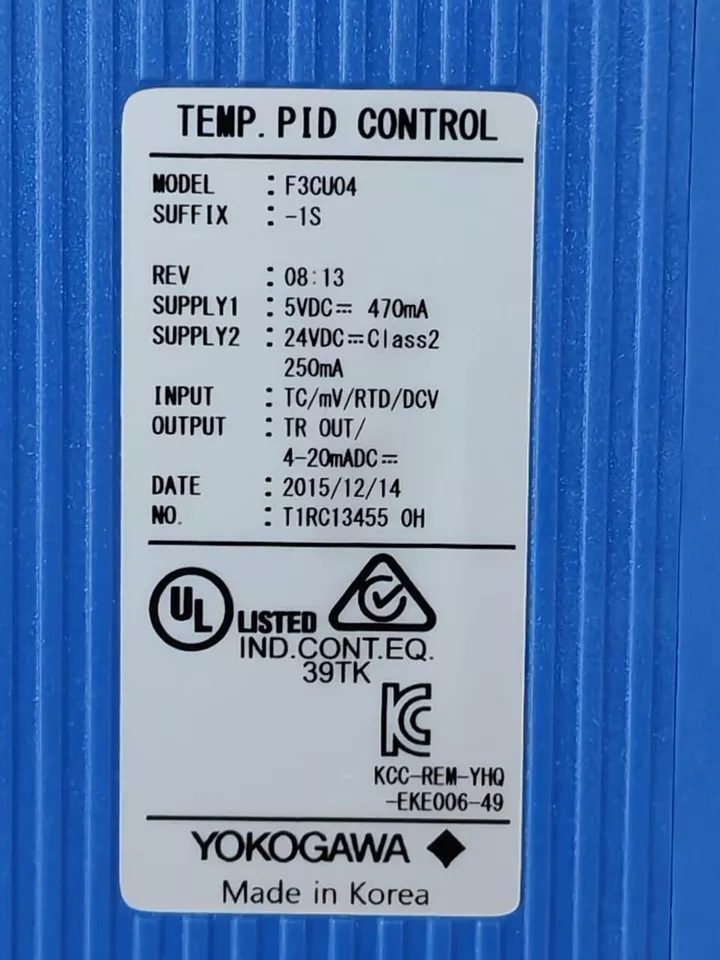 TEMP. PID CONTROL
MODEL : F3CU04
SUFFIX : -1S
REV : 08:13
SUPPLY1 : 5VDC⎓ 470mA
SUPPLY2 : 24VDC⎓Class2
250mA
INPUT : TC/mV/RTD/DCV
OUTPUT : TR OUT/
4-20mADC⎓
DATE : 2015/12/14
NO. : T1RC13455 0H
UL LISTED
IND.CONT.EQ.
39TK
KC
KCC-REM-YHQ
-EKE006-49
YOKOGAWA
Made in Korea